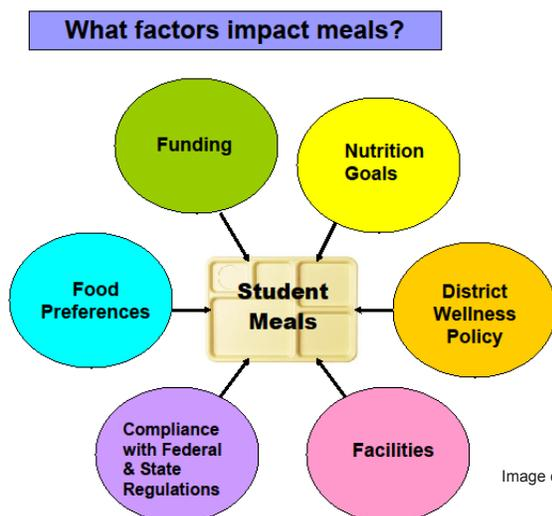 What factors impact meals?
Funding
Nutrition
Goals
Food
Preferences
Student
Meals
District
Wellness
Policy
Compliance
with Federal
& State
Regulations
Facilities
Image